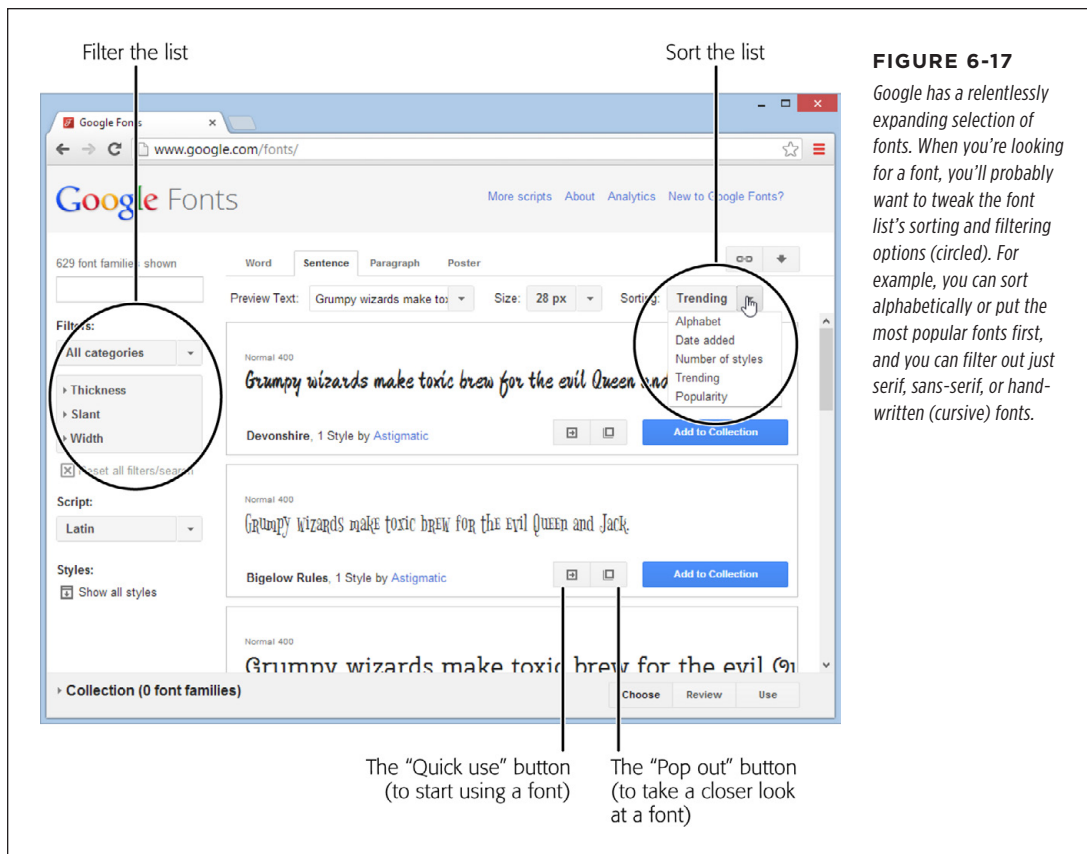 Filter the list
Sort the list
FIGURE 6-17
Google has a relentlessly
expanding selection of
fonts. When you're looking
for a font, you'll probably
want to tweak the font
list's sorting and filtering
options (circled). For
example, you can sort
alphabetically or put the
most popular fonts first,
and you can filter out just
serif, sans-serif, or hand-
written (cursive) fonts.
Google Fonts
www.google.com/fonts/
Google Fonts
More scripts About Analytics New to Google Fonts?
629 font families shown
Word Sentence Paragraph Poster
Preview Text: Grumpy wizards make to Size: 28 px Sorting: Trending
Alphabet
Date added
Number of styles
Trending
Popularity
Filters:
All categories
Thickness
Slant
Width
Reset all filters/search
Script:
Latin
Styles:
Show all styles
Normal 400
Grumpy wizards make toxic brew for the evil Queen and
Devonshire, 1 Style by Astigmatic
Add to Collection
Normal 400
Grumpy wizards make toxic brew for the evil Queen and Jack.
Bigelow Rules, 1 Style by Astigmatic
Add to Collection
Normal 400
Grumpy wizards make toxic brew for the evil Qu
Collection (0 font families)
Choose Review Use
The "Quick use" button
(to start using a font)
The "Pop out" button
(to take a closer look
at a font)